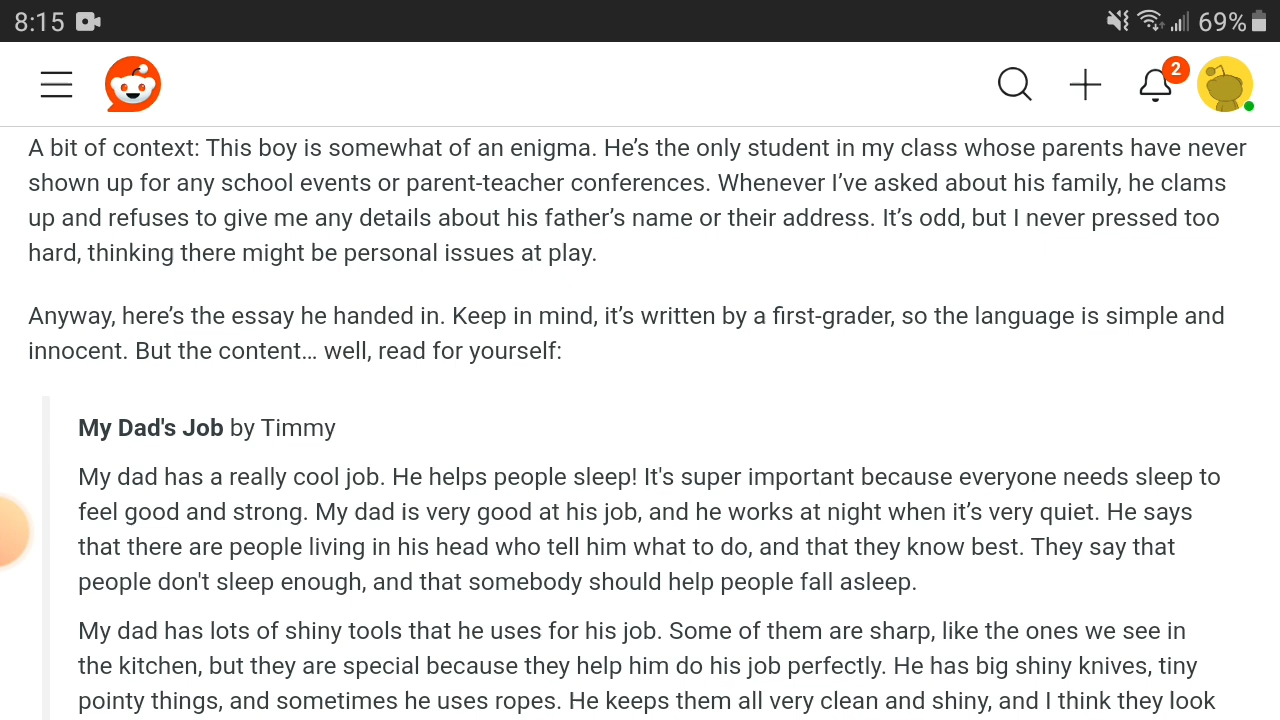 8:15
69%
2
A bit of context: This boy is somewhat of an enigma. He’s the only student in my class whose parents have never
shown up for any school events or parent-teacher conferences. Whenever I’ve asked about his family, he clams
up and refuses to give me any details about his father’s name or their address. It’s odd, but I never pressed too
hard, thinking there might be personal issues at play.
Anyway, here’s the essay he handed in. Keep in mind, it’s written by a first-grader, so the language is simple and
innocent. But the content… well, read for yourself:
My Dad's Job by Timmy
My dad has a really cool job. He helps people sleep! It's super important because everyone needs sleep to
feel good and strong. My dad is very good at his job, and he works at night when it’s very quiet. He says
that there are people living in his head who tell him what to do, and that they know best. They say that
people don't sleep enough, and that somebody should help people fall asleep.
My dad has lots of shiny tools that he uses for his job. Some of them are sharp, like the ones we see in
the kitchen, but they are special because they help him do his job perfectly. He has big shiny knives, tiny
pointy things, and sometimes he uses ropes. He keeps them all very clean and shiny, and I think they look